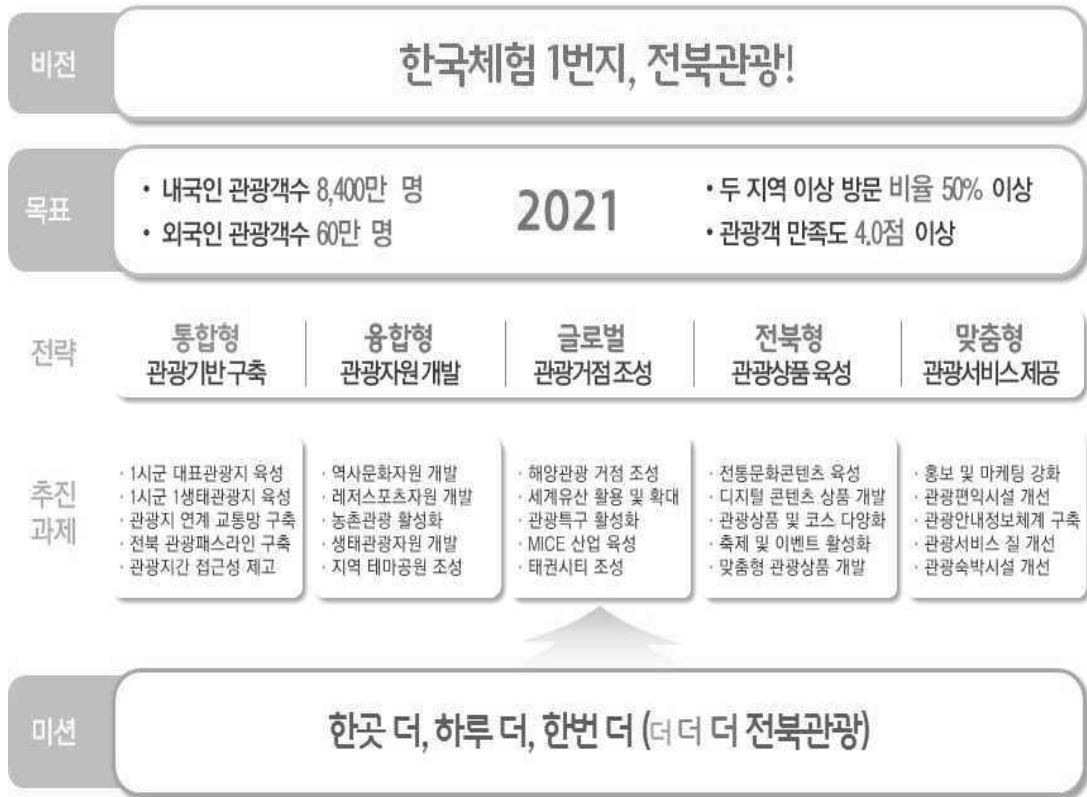 비전
한국체험 1번지, 전북관광!
목표
• 내국인 관광객수 8,400만 명
• 외국인 관광객수 60만 명
2021
• 두 지역 이상 방문 비율 50% 이상
• 관광객 만족도 4.0점 이상
전략
통합형
관광기반 구축
융합형
관광자원 개발
글로벌
관광거점 조성
전북형
관광상품 육성
맞춤형
관광서비스 제공
추진
과제
· 1시군 대표관광지 육성
· 1시군 1생태관광지 육성
· 관광지 연계 교통망 구축
· 전북 관광패스라인 구축
· 관광지간 접근성 제고
· 역사문화자원 개발
· 레저스포츠자원 개발
· 농촌관광 활성화
· 생태관광자원 개발
· 지역 테마공원 조성
· 해양관광 거점 조성
· 세계유산 활용 및 확대
· 관광특구 활성화
· MICE 산업 육성
· 태권시티 조성
· 전통문화콘텐츠 육성
· 디지털 콘텐츠 상품 개발
· 관광상품 및 코스 다양화
· 축제 및 이벤트 활성화
· 맞춤형 관광상품 개발
· 홍보 및 마케팅 강화
· 관광편익시설 개선
· 관광안내정보체계 구축
· 관광서비스 질 개선
· 관광숙박시설 개선
미션
한곳 더, 하루 더, 한번 더 (더 더 더 전북관광)